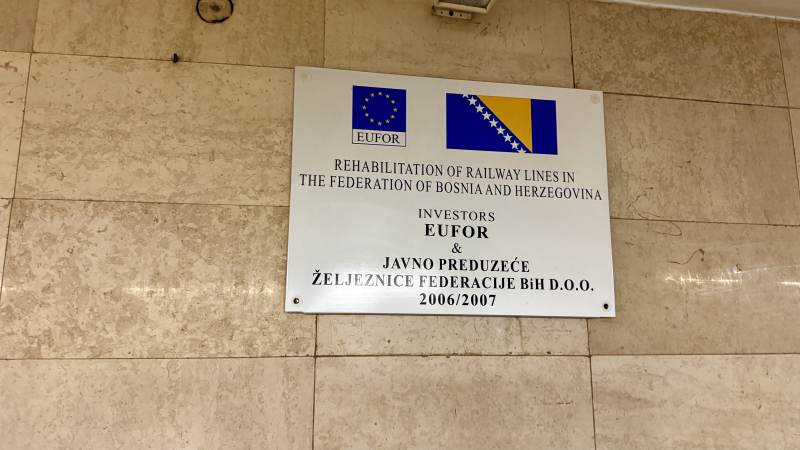 EUFOR
REHABILITATION OF RAILWAY LINES IN
THE FEDERATION OF BOSNIA AND HERZEGOVINA
INVESTORS
EUFOR
&
JAVNO PREDUZEĆE
ŽELJEZNICE FEDERACIJE BiH D.O.O.
2006/2007